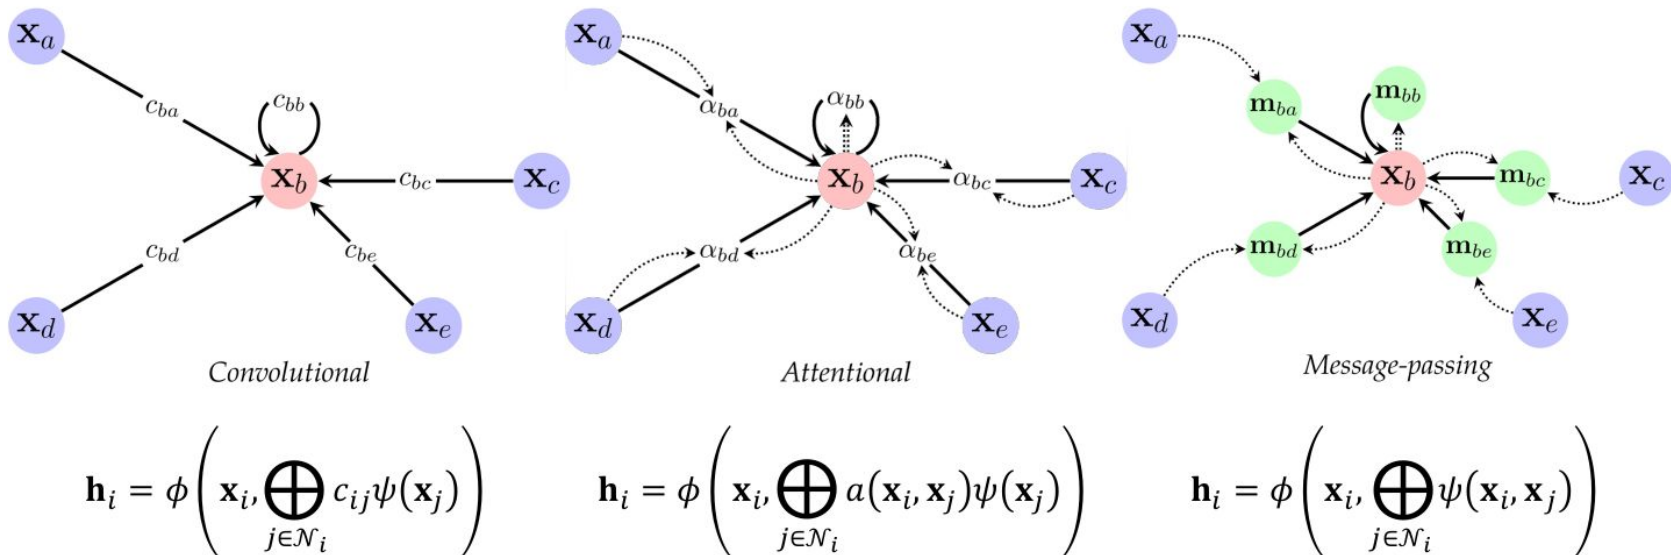 x_a
c_ba
c_bb
x_b
c_bc
x_c
c_bd
c_be
x_d
x_e
Convolutional
x_a
α_ba
α_bb
x_b
α_bc
x_c
α_bd
α_be
x_d
x_e
Attentional
x_a
m_ba
m_bb
x_b
m_bc
x_c
m_bd
m_be
x_d
x_e
Message-passing
h_i = ϕ( x_i, ⨁_{j∈𝒩_i} c_ij ψ(x_j) )
h_i = ϕ( x_i, ⨁_{j∈𝒩_i} a(x_i, x_j)ψ(x_j) )
h_i = ϕ( x_i, ⨁_{j∈𝒩_i} ψ(x_i, x_j) )